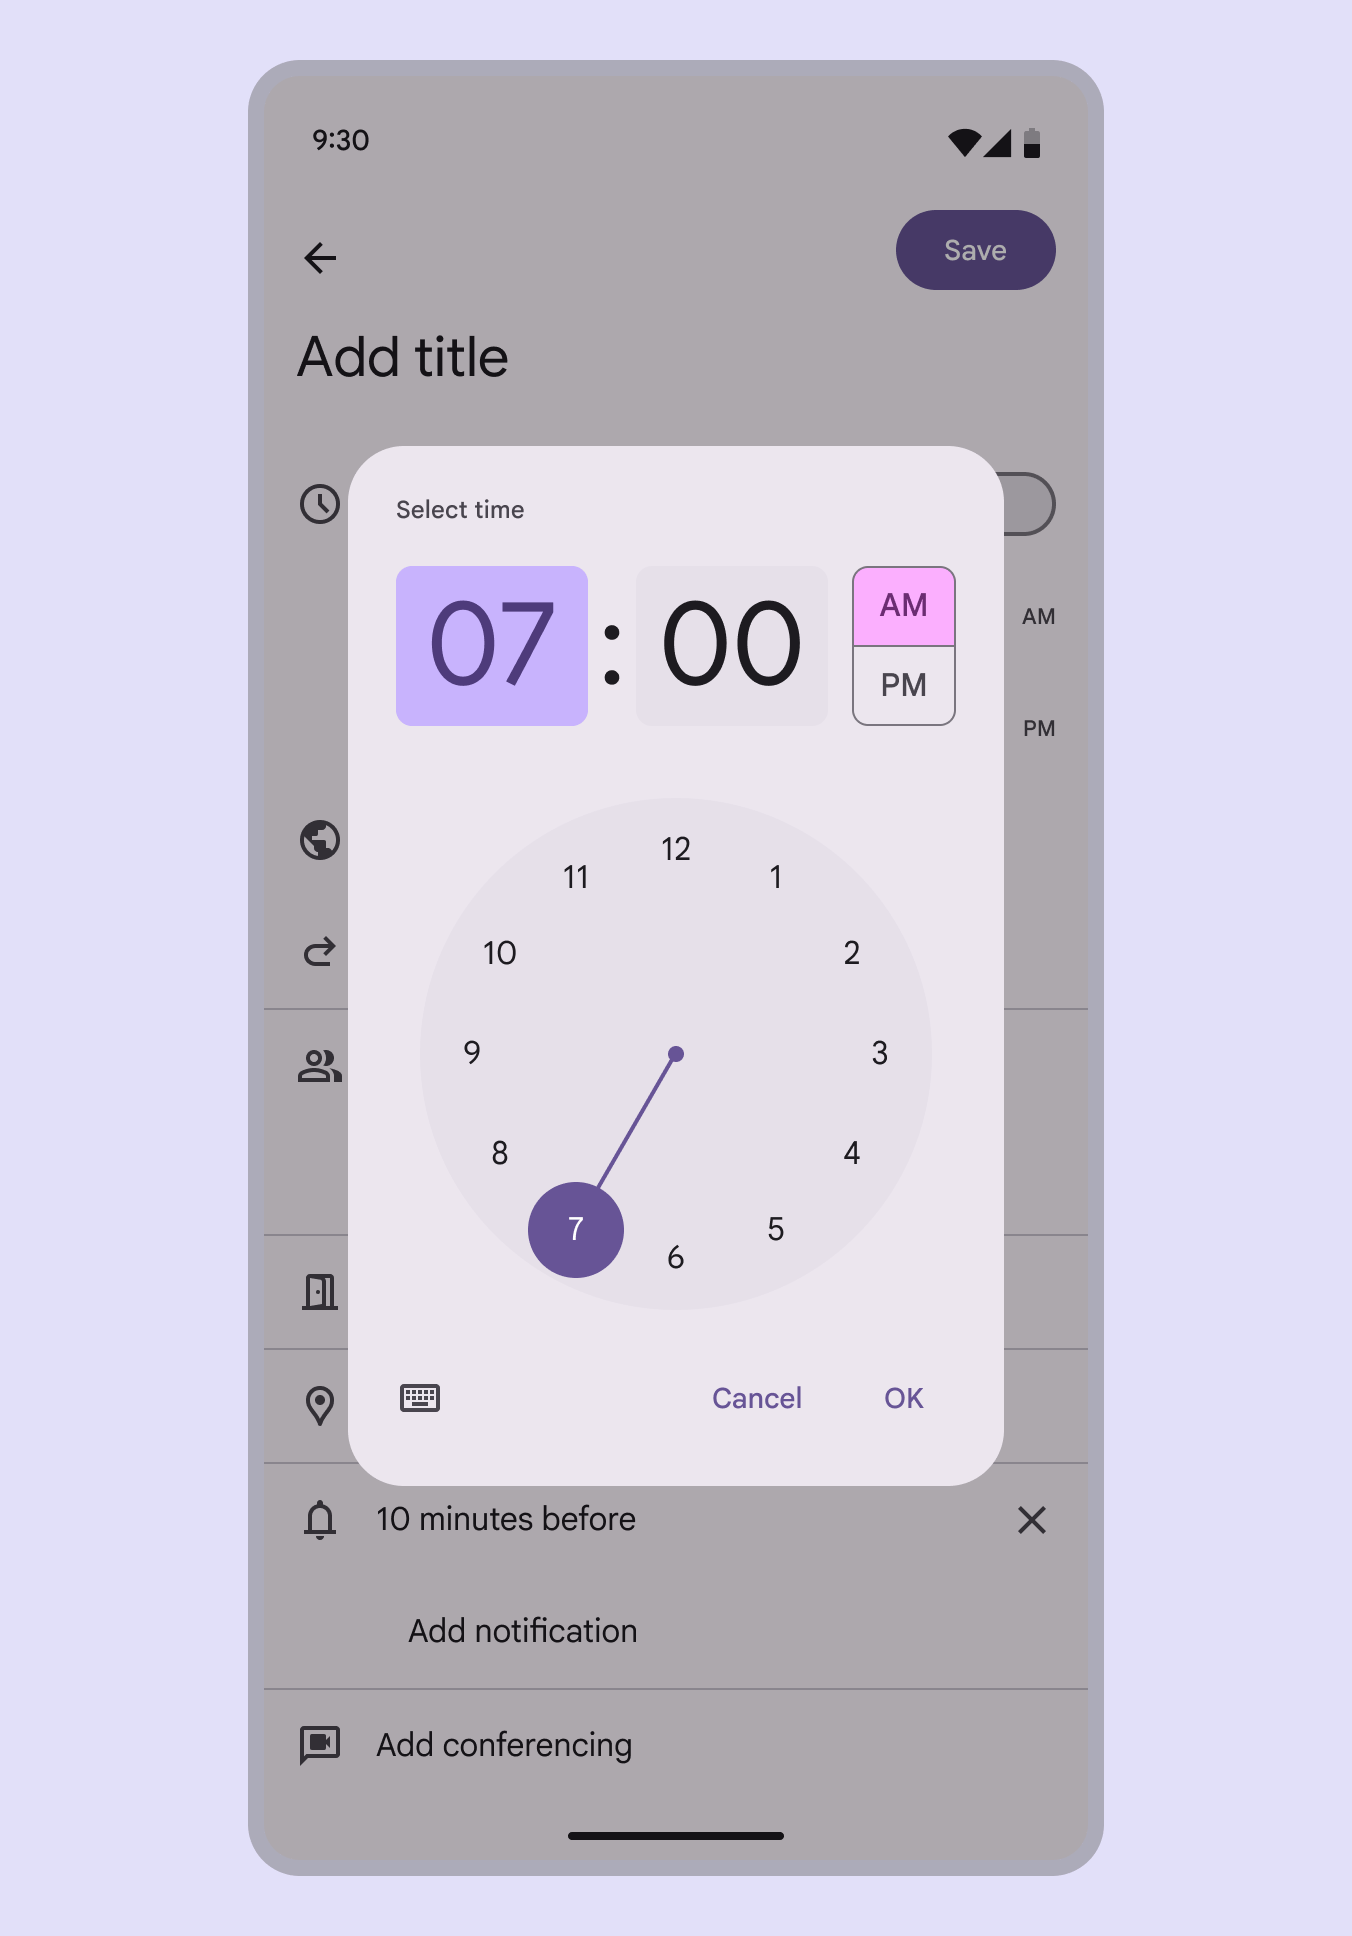 9:30
Save
Add title
Select time
07:00
AM
PM
AM
PM
12
11
1
10
2
9
3
8
4
7
5
6
Cancel
OK
10 minutes before
Add notification
Add conferencing